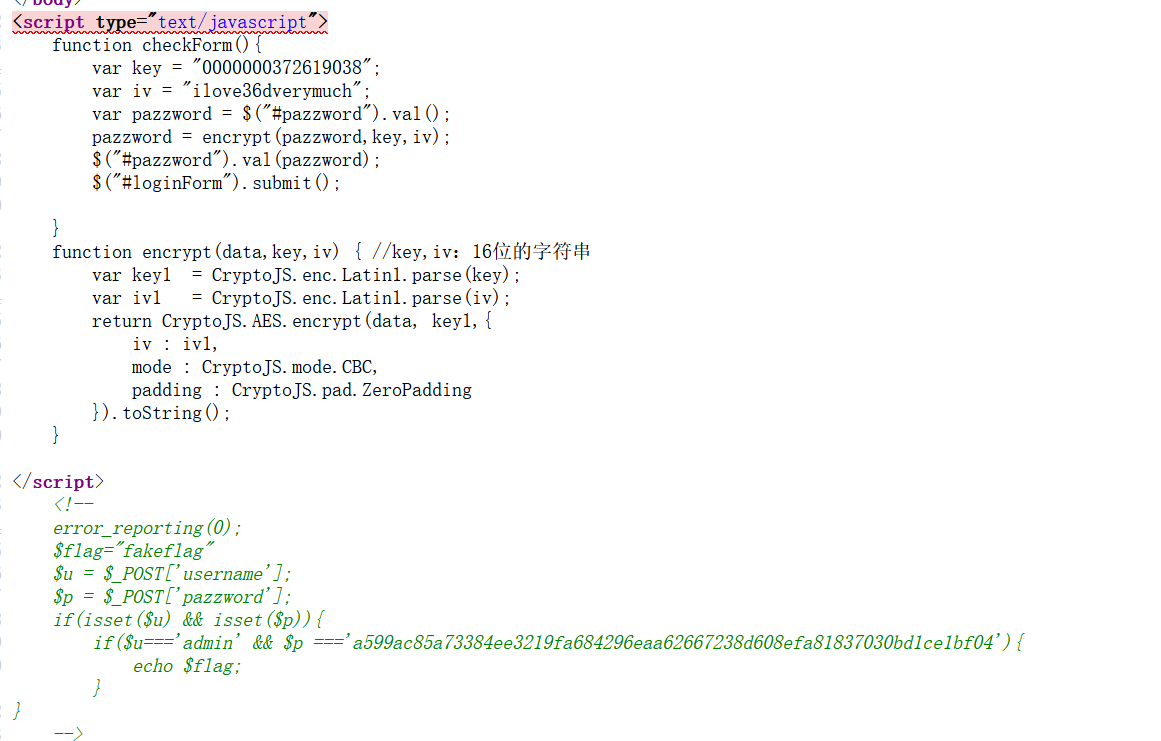 </body>
<script type="text/javascript">
    function checkForm(){
        var key = "0000000372619038";
        var iv = "ilove36dverymuch";
        var pazzword = $("#pazzword").val();
        pazzword = encrypt(pazzword,key,iv);
        $("#pazzword").val(pazzword);
        $("#loginForm").submit();
    }
    function encrypt(data,key,iv) { //key,iv：16位的字符串
        var key1  = CryptoJS.enc.Latin1.parse(key);
        var iv1   = CryptoJS.enc.Latin1.parse(iv);
        return CryptoJS.AES.encrypt(data, key1,{
            iv : iv1,
            mode : CryptoJS.mode.CBC,
            padding : CryptoJS.pad.ZeroPadding
        }).toString();
    }
</script>
    <!--
    error_reporting(0);
    $flag="fakeflag"
    $u = $_POST['username'];
    $p = $_POST['pazzword'];
    if(isset($u) && isset($p)){
        if($u==='admin' && $p ==='a599ac85a73384ee3219fa684296eaa62667238d608efa81837030bd1ce1bf04'){
            echo $flag;
        }
}
    -->